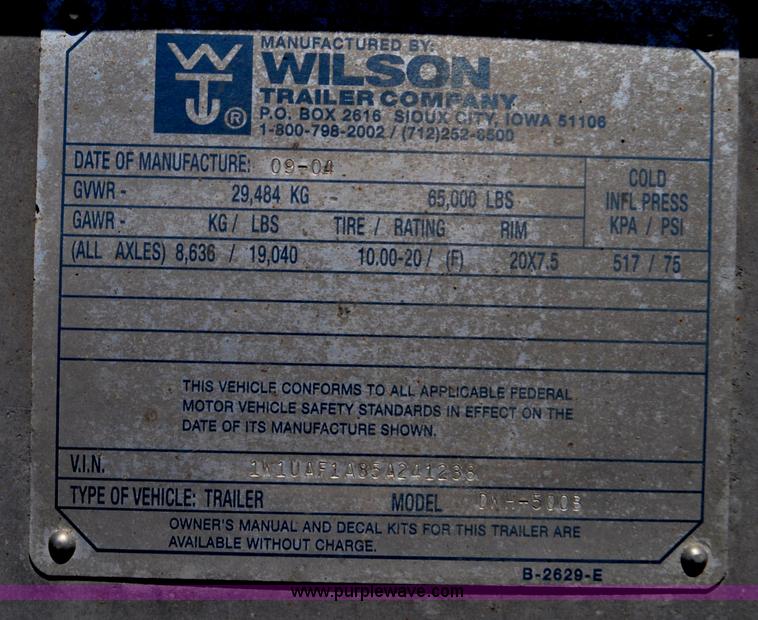 WT®
MANUFACTURED BY:
WILSON
TRAILER COMPANY
P.O. BOX 2616 SIOUX CITY, IOWA 51106
1-800-798-2002 / (712)252-6500
DATE OF MANUFACTURE: 09-04
COLD
INFL PRESS
KPA / PSI
GVWR - 29,484 KG 65,000 LBS
GAWR - KG / LBS TIRE / RATING RIM
(ALL AXLES) 8,636 / 19,040 10.00-20 / (F) 20X7.5 517 / 75
THIS VEHICLE CONFORMS TO ALL APPLICABLE FEDERAL
MOTOR VEHICLE SAFETY STANDARDS IN EFFECT ON THE
DATE OF ITS MANUFACTURE SHOWN.
V.I.N. 1W1UAF1A85A241238
TYPE OF VEHICLE: TRAILER MODEL
OWNER'S MANUAL AND DECAL KITS FOR THIS TRAILER ARE
AVAILABLE WITHOUT CHARGE.
B-2629-E
www.purplewave.com